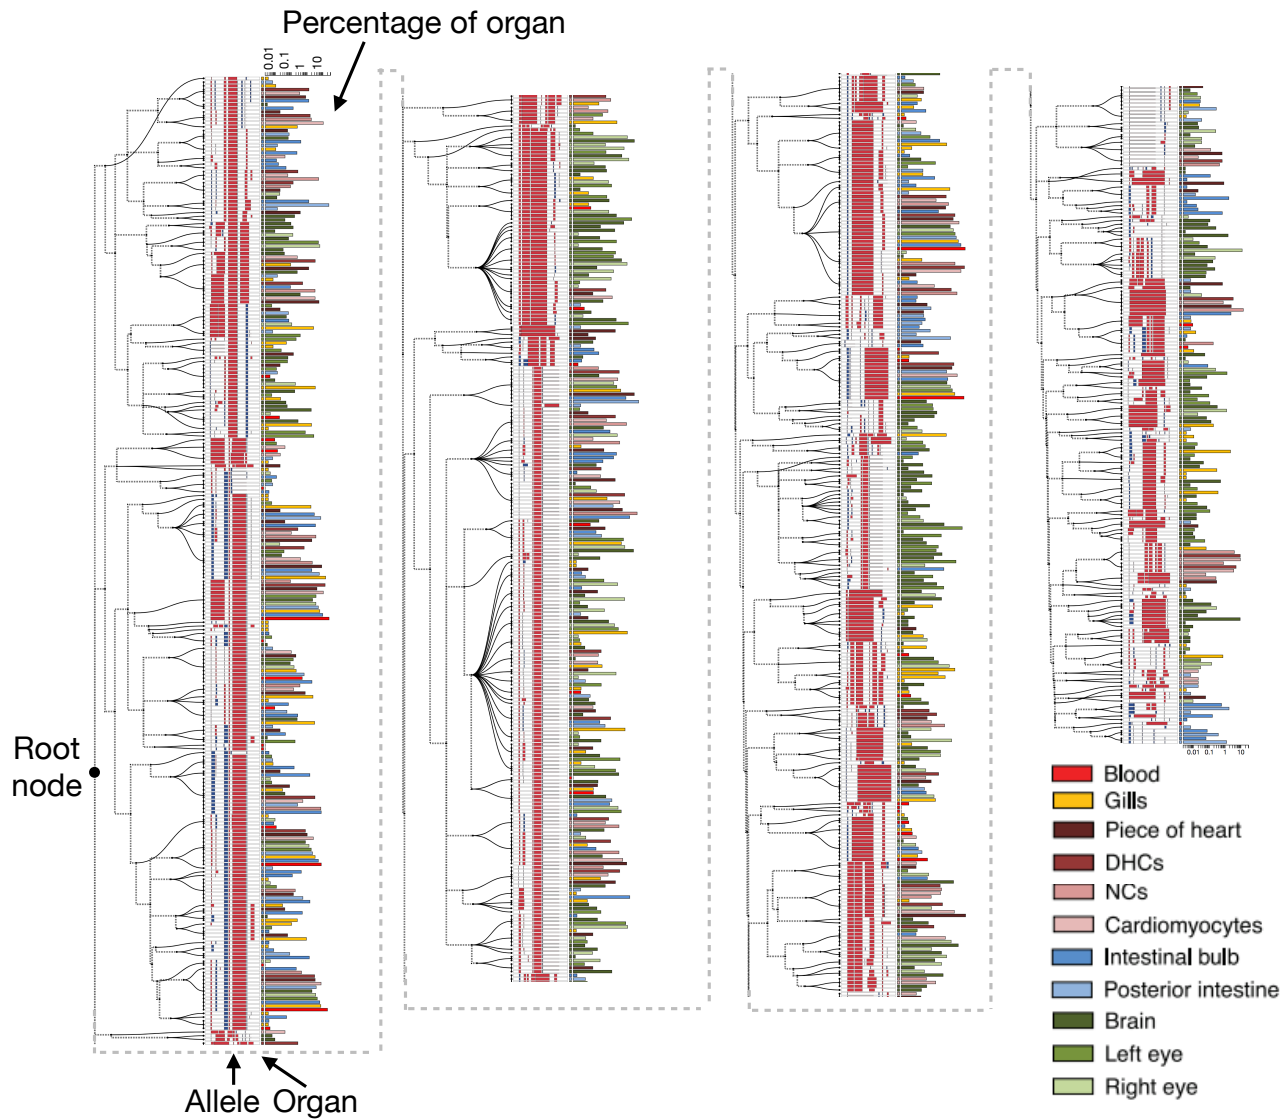 Percentage of organ
0.01 0.1 1 10
Root
node
Allele Organ
0.01 0.1 1 10
Blood
Gills
Piece of heart
DHCs
NCs
Cardiomyocytes
Intestinal bulb
Posterior intestine
Brain
Left eye
Right eye